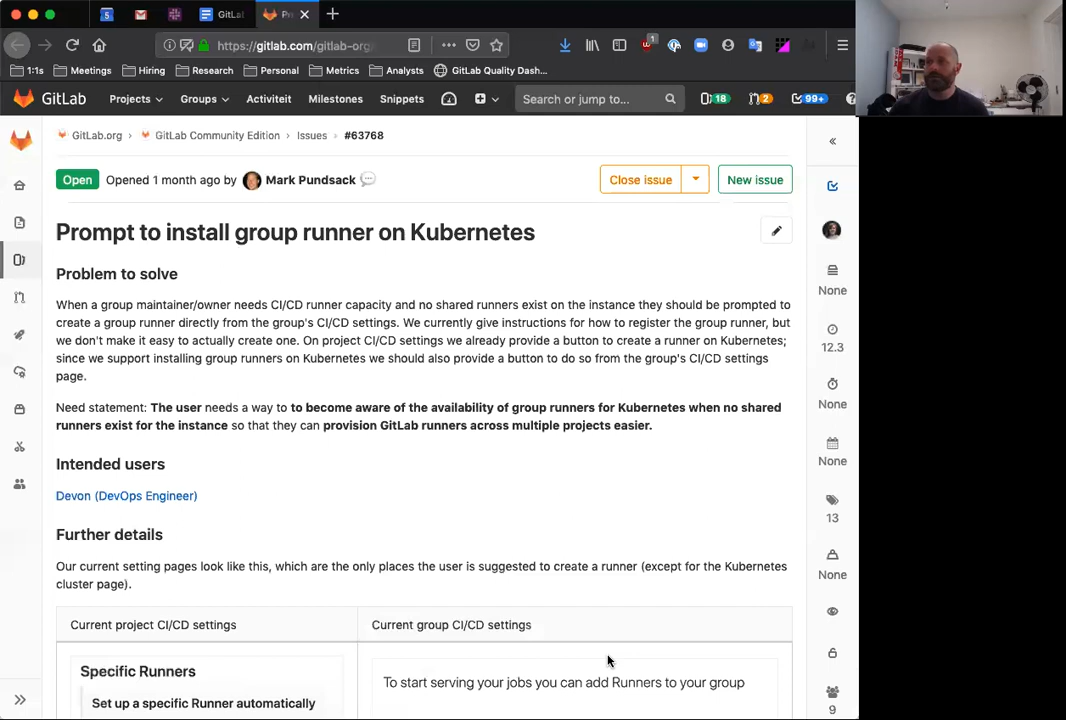 GitLal
Pr
https://gitlab.com/gitlab-org
1
1:1s
Meetings
Hiring
Research
Personal
Metrics
Analysts
GitLab Quality Dash...
GitLab
Projects
Groups
Activeit
Milestones
Snippets
Search or jump to...
18
2
99+
GitLab.org › GitLab Community Edition › Issues › #63768
Open
Opened 1 month ago by Mark Pundsack
Close issue
New issue
Prompt to install group runner on Kubernetes
Problem to solve
When a group maintainer/owner needs CI/CD runner capacity and no shared runners exist on the instance they should be prompted to
create a group runner directly from the group's CI/CD settings. We currently give instructions for how to register the group runner, but
we don't make it easy to actually create one. On project CI/CD settings we already provide a button to create a runner on Kubernetes;
since we support installing group runners on Kubernetes we should also provide a button to do so from the group's CI/CD settings
page.
Need statement: The user needs a way to to become aware of the availability of group runners for Kubernetes when no shared
runners exist for the instance so that they can provision GitLab runners across multiple projects easier.
Intended users
Devon (DevOps Engineer)
Further details
Our current setting pages look like this, which are the only places the user is suggested to create a runner (except for the Kubernetes
cluster page).
Current project CI/CD settings
Current group CI/CD settings
Specific Runners
Set up a specific Runner automatically
To start serving your jobs you can add Runners to your group
None
12.3
None
None
13
None
9